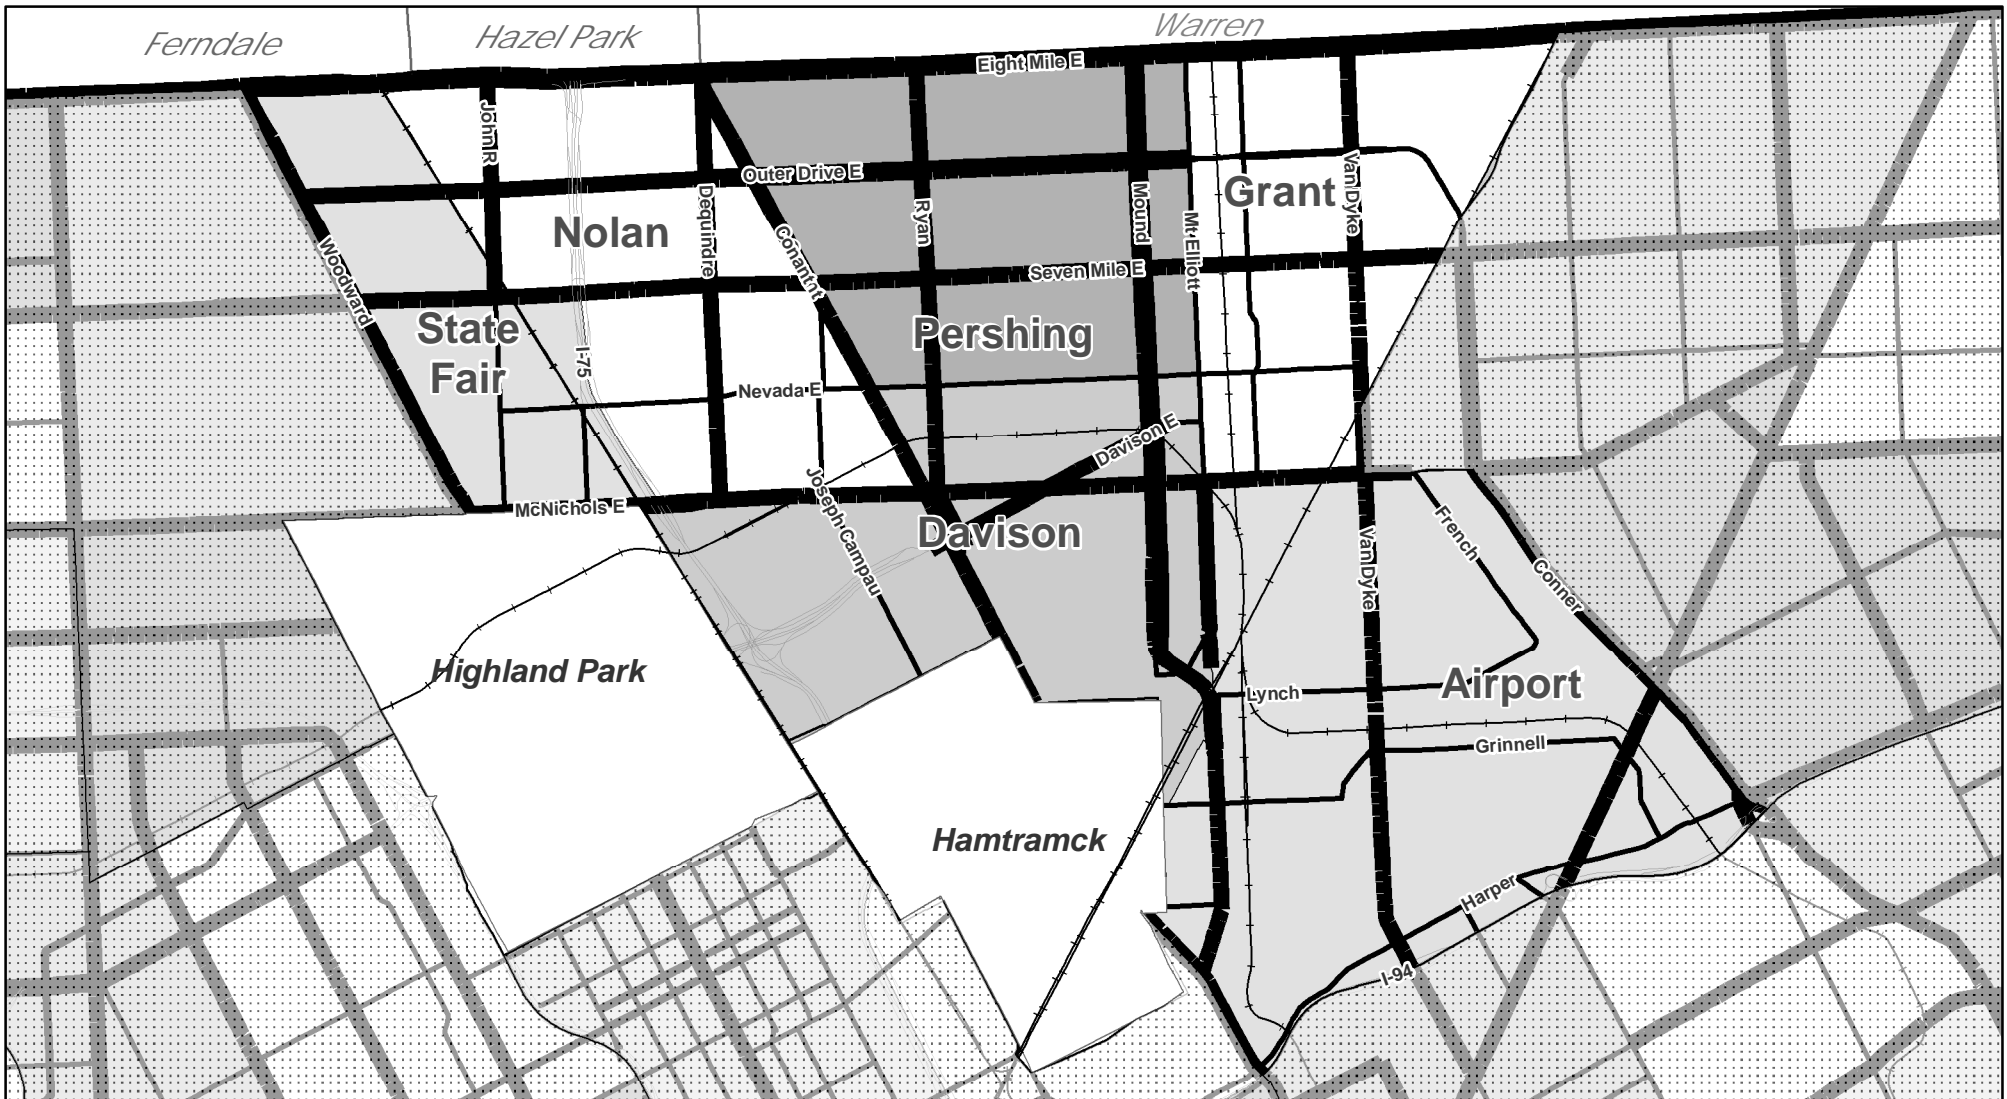 Ferndale
Hazel Park
Warren
Eight Mile E
John R
Outer Drive E
Van Dyke
Nolan
Dequindre
Ryan
Mound
Grant
Mt Elliott
Woodward
Conant
Seven Mile E
State
Fair
I-75
Pershing
Nevada E
Davison E
McNichols E
Joseph Campau
Davison
French
Van Dyke
Conner
Highland Park
Lynch
Airport
Grinnell
Hamtramck
Harper
I-94